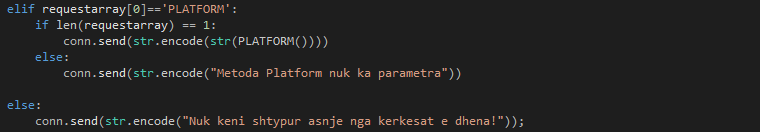 elif requestarray[0]=='PLATFORM':
    if len(requestarray) == 1:
        conn.send(str.encode(str(PLATFORM())))
    else:
        conn.send(str.encode("Metoda Platform nuk ka parametra"))
else:
    conn.send(str.encode("Nuk keni shtypur asnje nga kerkesat e dhena!"));